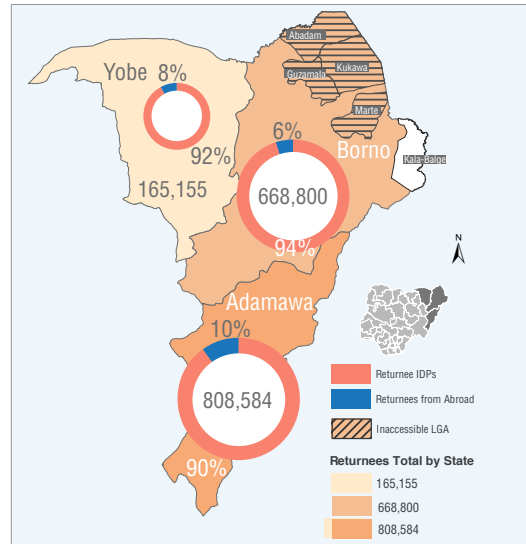 Abadam
Yobe 8%
Kukawa
Guzamala
Marte
6%
92%
Borno
Kala-Balge
165,155
668,800
94%
N
Adamawa
10%
808,584
90%
Returnee IDPs
Returnees from Abroad
Inaccessible LGA
Returnees Total by State
165,155
668,800
808,584